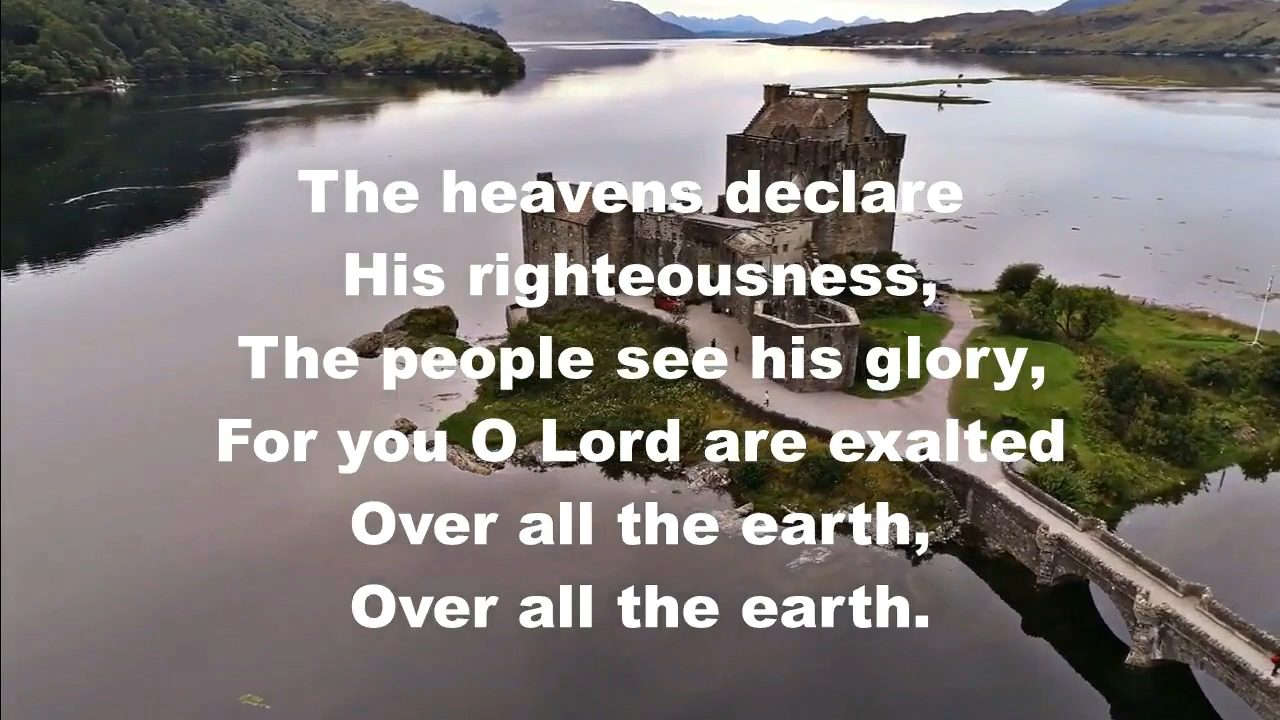 The heavens declare
His righteousness,
The people see his glory,
For you O Lord are exalted
Over all the earth,
Over all the earth.